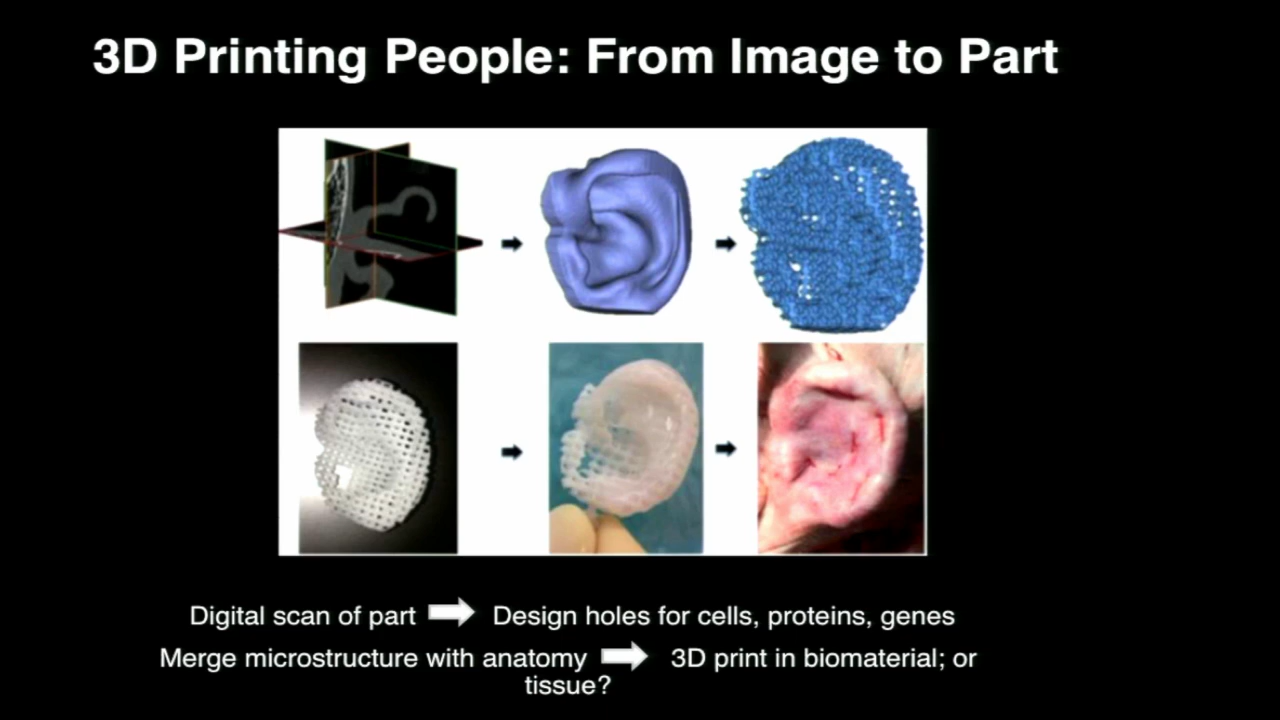 3D Printing People: From Image to Part
Digital scan of part Design holes for cells, proteins, genes
Merge microstructure with anatomy 3D print in biomaterial; or
tissue?